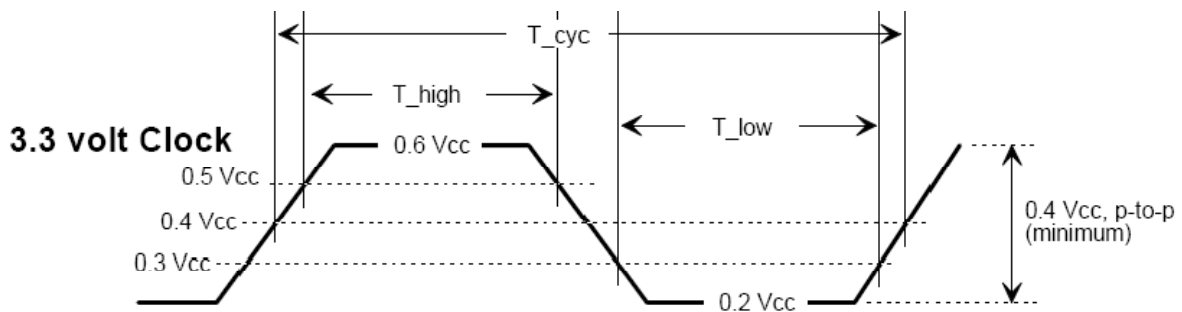 T_cyc
T_high
T_low
3.3 volt Clock
0.6 Vcc
0.5 Vcc
0.4 Vcc
0.4 Vcc, p-to-p
(minimum)
0.3 Vcc
0.2 Vcc